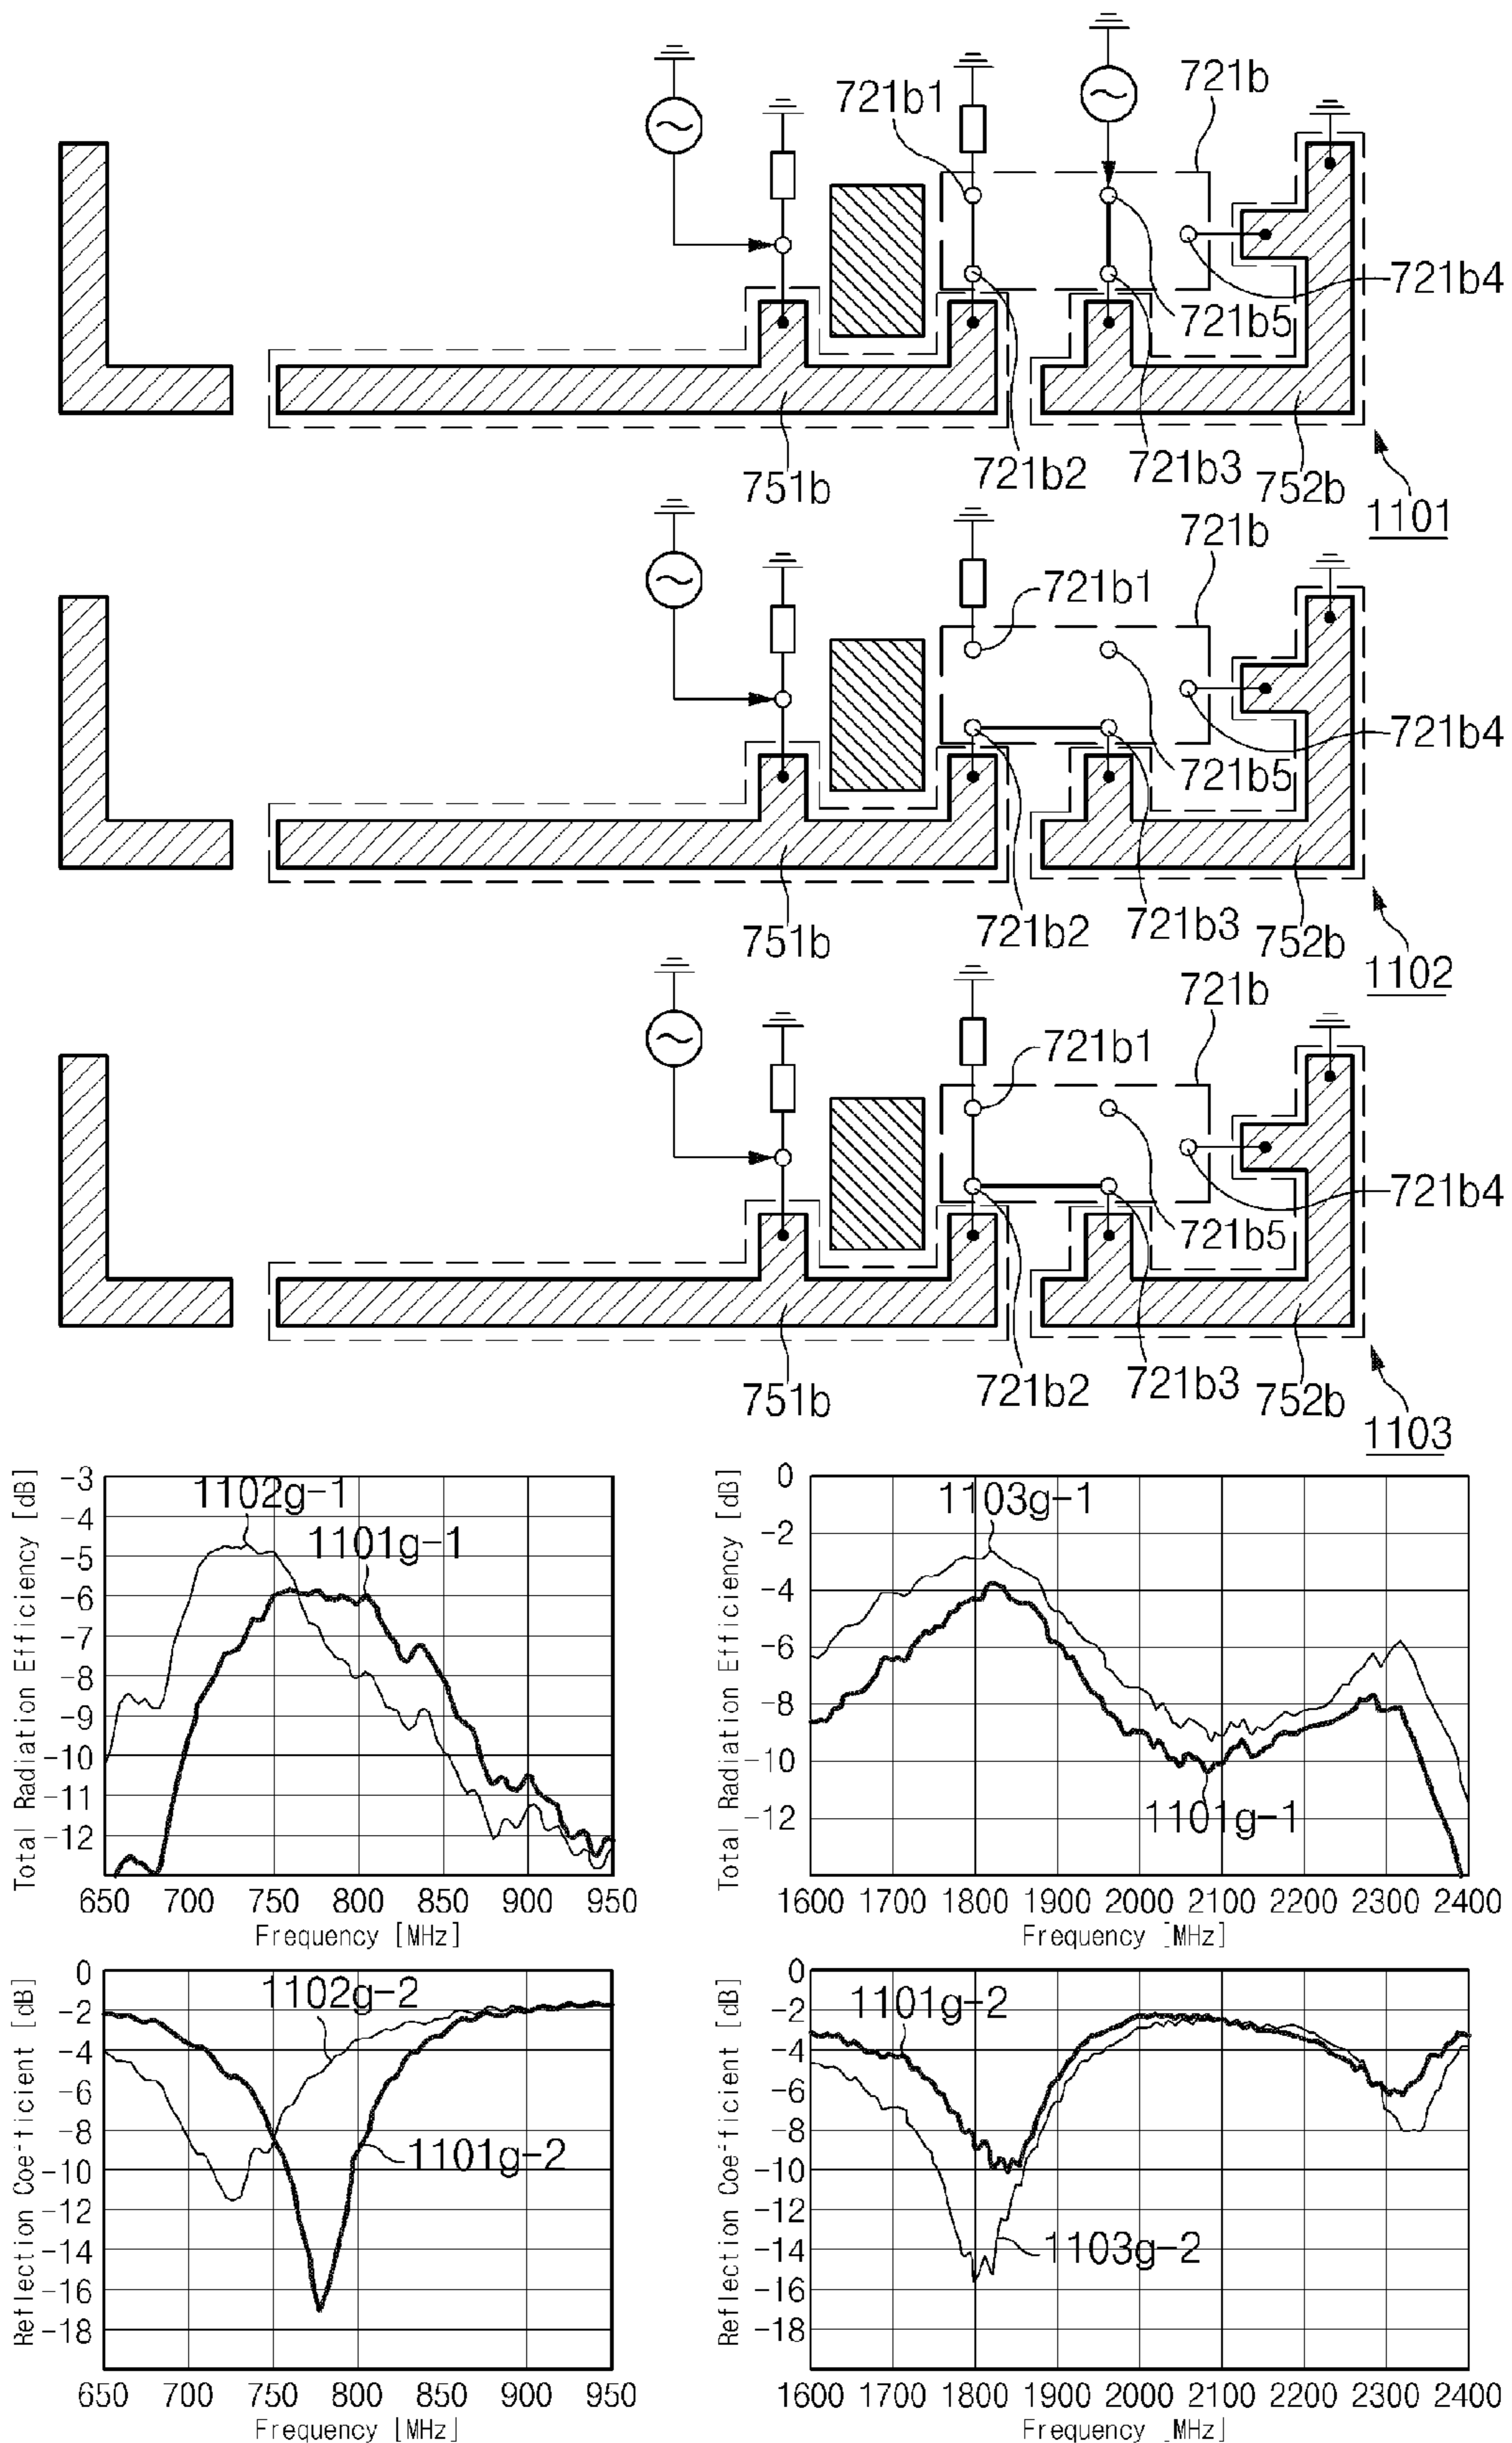 721b
721b1
721b4
721b5
751b
721b2
721b3
752b
1101
721b
721b1
721b4
721b5
751b
721b2
721b3
752b
1102
721b
721b1
721b4
721b5
751b
721b2
721b3
752b
1103
Total Radiation Efficiency [dB]
-3
-4
-5
-6
-7
-8
-9
-10
-11
-12
1102g-1
1101g-1
650 700 750 800 850 900 950
Frequency [MHz]
Total Radiation Efficiency [dB]
0
-2
-4
-6
-8
-10
-12
1103g-1
1101g-1
1600 1700 1800 1900 2000 2100 2200 2300 2400
Frequency [MHz]
Reflection Coefficient [dB]
0
-2
-4
-6
-8
-10
-12
-14
-16
-18
1102g-2
1101g-2
650 700 750 800 850 900 950
Frequency [MHz]
Reflection Coefficient [dB]
0
-2
-4
-6
-8
-10
-12
-14
-16
-18
1101g-2
1103g-2
1600 1700 1800 1900 2000 2100 2200 2300 2400
Frequency [MHz]